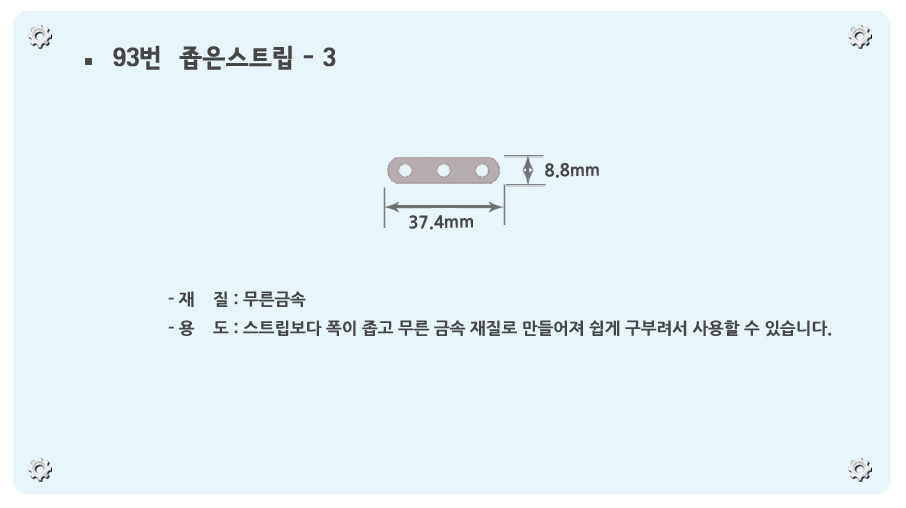 ▪ 93번 좁은스트립 - 3
8.8mm
37.4mm
- 재 질 : 무른금속
- 용 도 : 스트립보다 폭이 좁고 무른 금속 재질로 만들어져 쉽게 구부려서 사용할 수 있습니다.